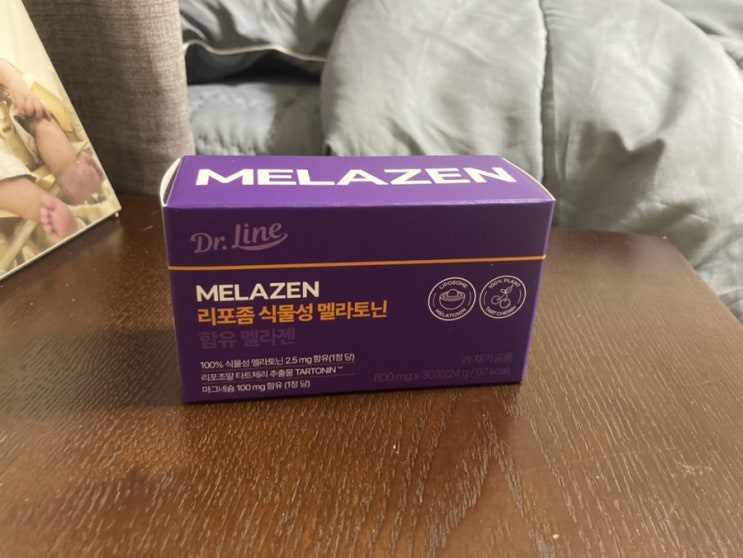 MELAZEN
Dr. Line
MELAZEN
리포좀 식물성 멜라토닌
함유 멜라젠
LIPOSOME
MELATONIN
100% PLANT
TART CHERRY
100% 식물성 멜라토닌 2.5 mg 함유(1정 당)
리포조말 타트체리 추출물 TARTONIN™
마그네슘 100 mg 함유 (1정 당)
과·채가공품
800 mg x 30정(24 g / 97 kcal)